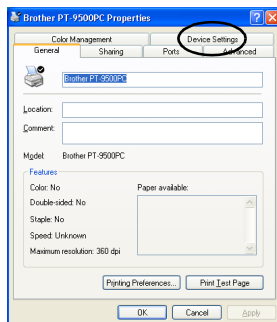 Brother PT-9500PC Properties
Color Management
Device Settings
General
Sharing
Ports
Advanced
Brother PT-9500PC
Location:
Comment:
Model: Brother PT-9500PC
Features
Color: No
Paper available:
Double-sided: No
Staple: No
Speed: Unknown
Maximum resolution: 360 dpi
Printing Preferences...
Print Test Page
OK
Cancel
Apply